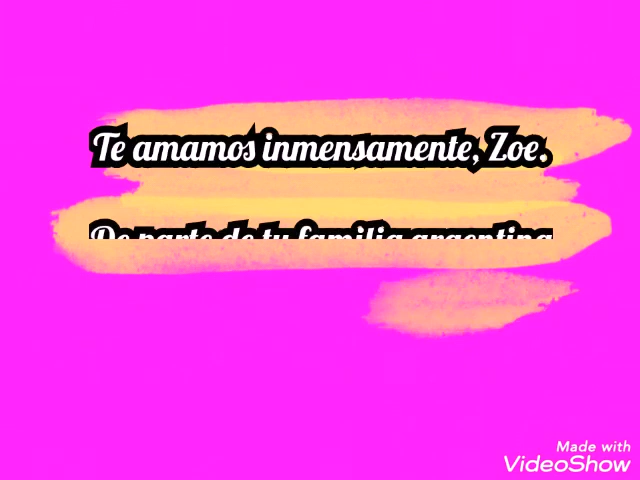 Te amamos inmensamente, Zoe.
De parte de tu familia argentina
Made with
VideoShow